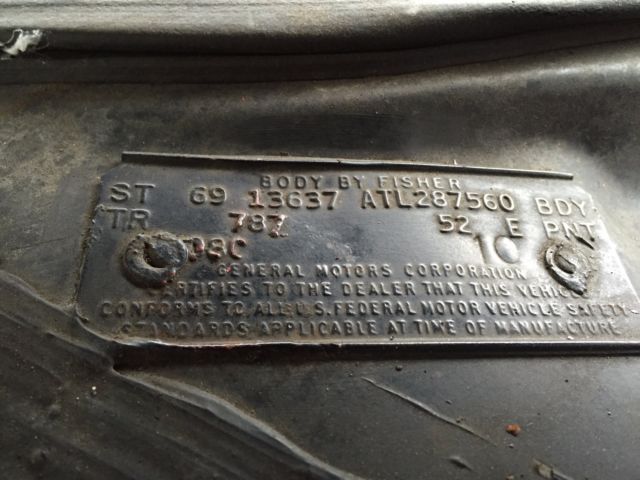 BODY BY FISHER
ST 69 13637 ATL287560 BDY
TR 787 52 E PNT
08C 10
GENERAL MOTORS CORPORATION
CERTIFIES TO THE DEALER THAT THIS VEHICLE
CONFORMS TO ALL U.S. FEDERAL MOTOR VEHICLE SAFETY
STANDARDS APPLICABLE AT TIME OF MANUFACTURE